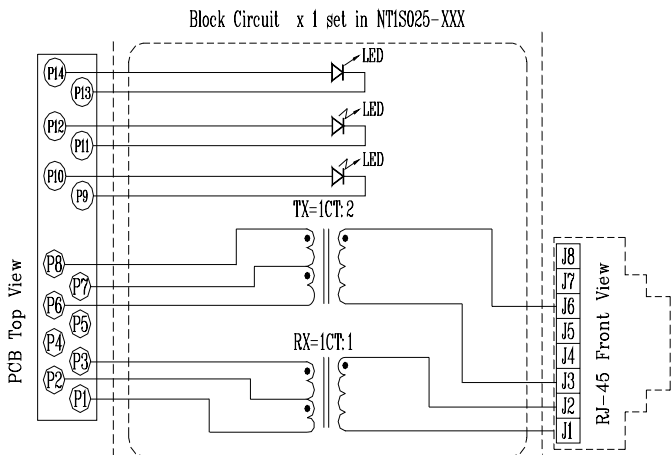 Block Circuit x 1 set in NT1S025-XXX
P14
LED
P13
P12
LED
P11
P10
LED
P9
TX=1CT:2
P8
P7
P6
P5
P4
RX=1CT:1
P3
P2
P1
PCB Top View
J8
J7
J6
J5
J4
J3
J2
J1
RJ-45 Front View